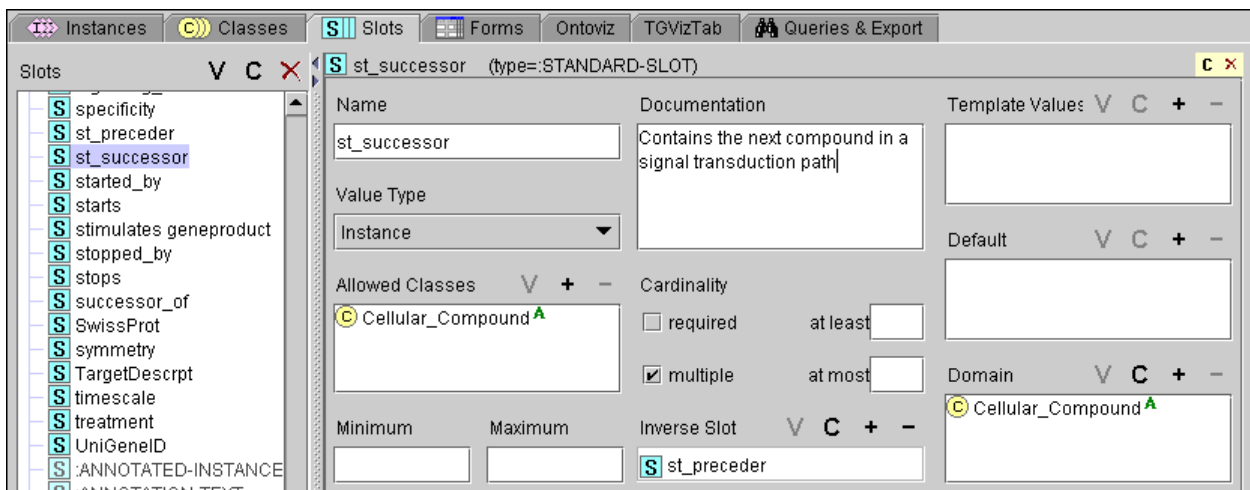 Instances Classes Slots Forms Ontoviz TGVizTab Queries & Export
Slots V C
specificity
st_preceder
st_successor
started_by
starts
stimulates geneproduct
stopped_by
stops
successor_of
SwissProt
symmetry
TargetDescrpt
timescale
treatment
UniGeneID
:ANNOTATED-INSTANCE
st_successor (type=:STANDARD-SLOT) C
Name
st_successor
Value Type
Instance
Allowed Classes V + −
Cellular_Compound A
Minimum Maximum
Documentation
Contains the next compound in a
signal transduction path
Cardinality
required at least
multiple at most
Inverse Slot V C + −
st_preceder
Template Values V C + −
Default V C + −
Domain V C + −
Cellular_Compound A